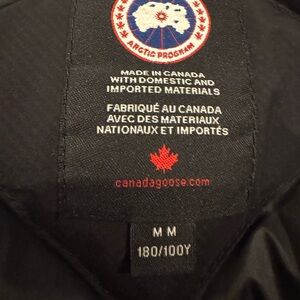 ARCTIC PROGRAM
MADE IN CANADA
WITH DOMESTIC AND
IMPORTED MATERIALS
FABRIQUÉ AU CANADA
AVEC DES MATERIAUX
NATIONAUX ET IMPORTÉS
canadagoose.com
M M
180/100Y